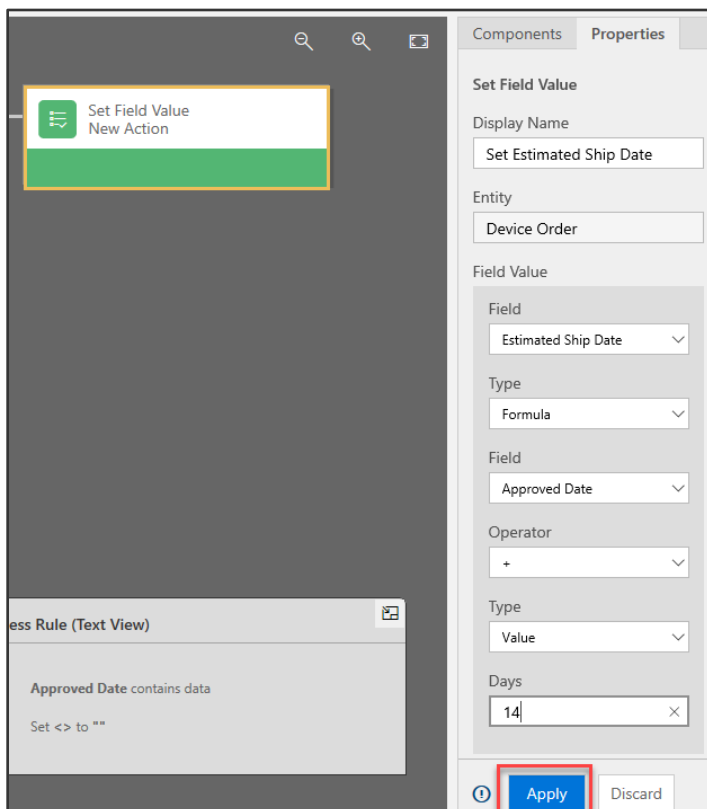 Set Field Value
New Action
ess Rule (Text View)
Approved Date contains data
Set <> to ""
Components Properties
Set Field Value
Display Name
Set Estimated Ship Date
Entity
Device Order
Field Value
Field
Estimated Ship Date
Type
Formula
Field
Approved Date
Operator
+
Type
Value
Days
14
Apply Discard